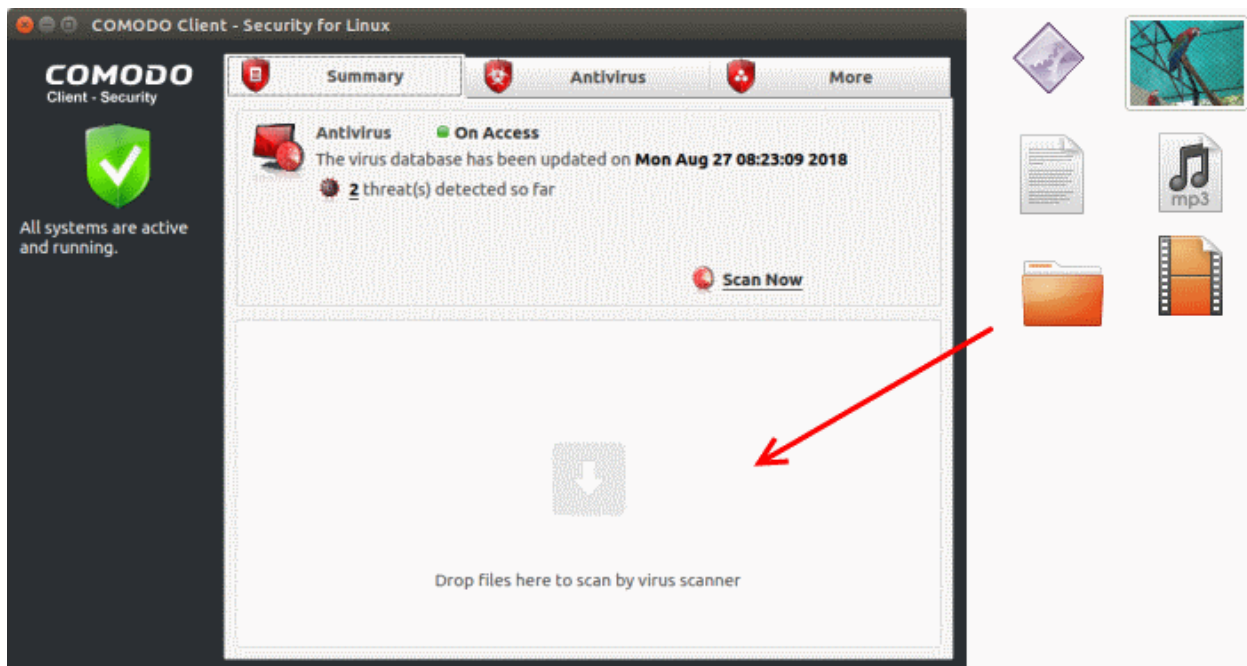 COMODO Client - Security for Linux
COMODO
Client - Security
All systems are active
and running.
Summary
Antivirus
More
Antivirus On Access
The virus database has been updated on Mon Aug 27 08:23:09 2018
2 threat(s) detected so far
Scan Now
Drop files here to scan by virus scanner
mp3